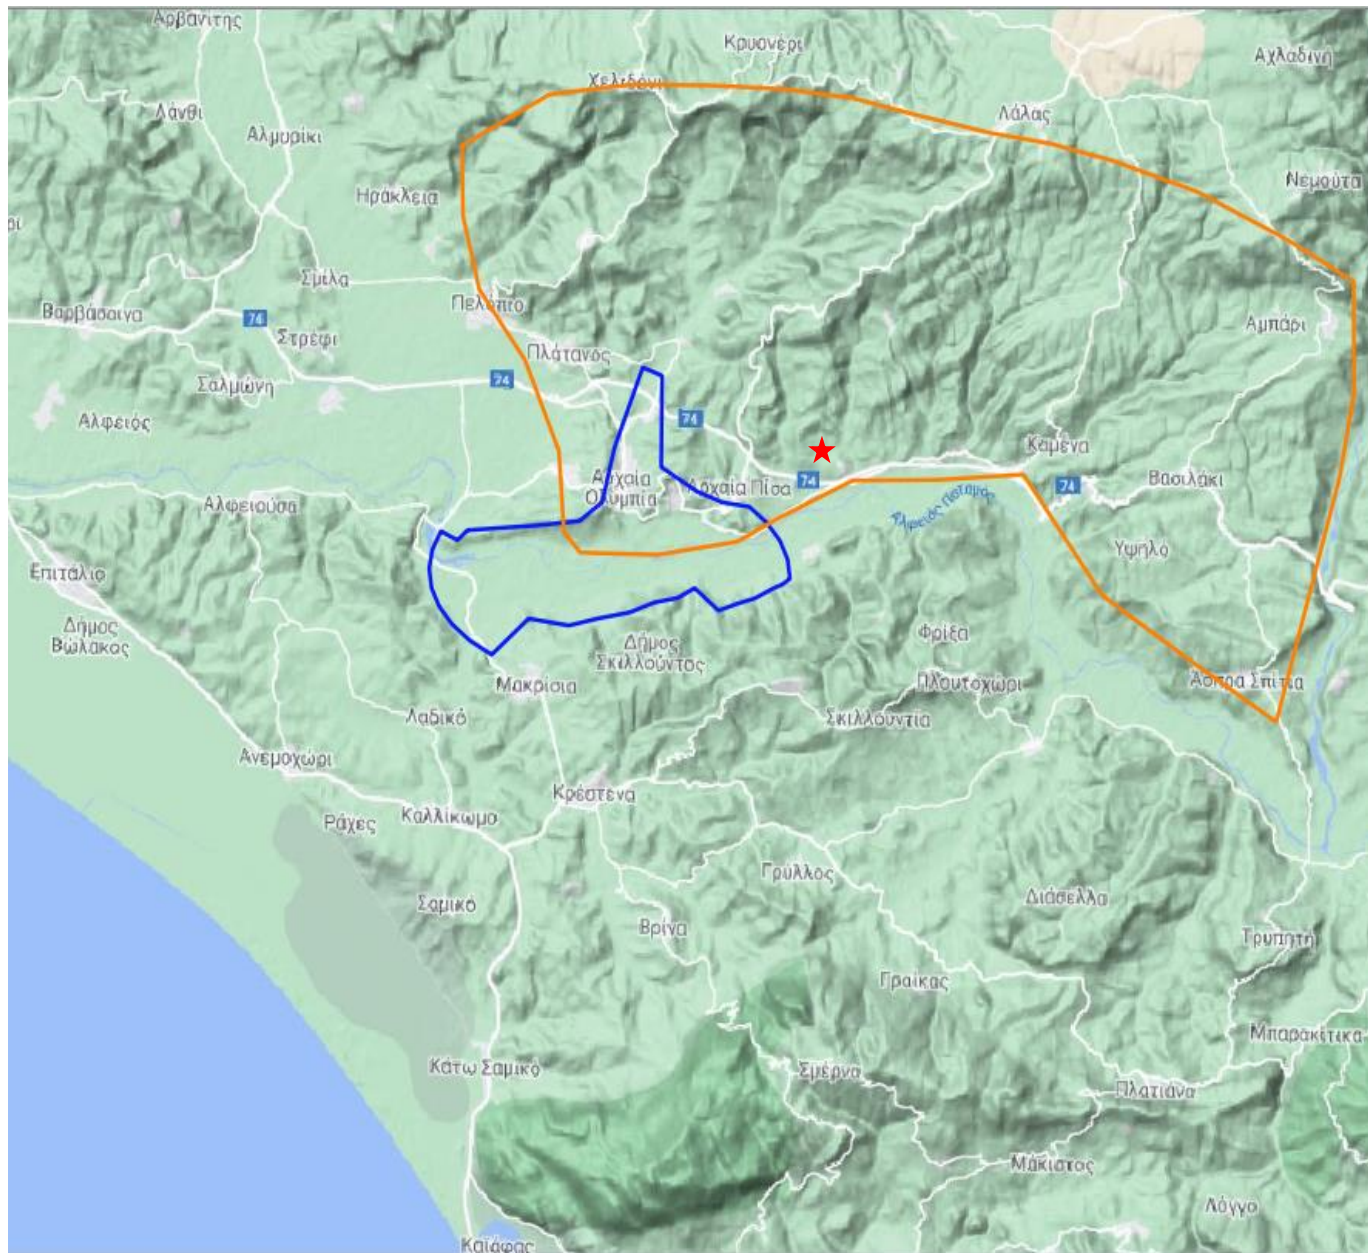 Αρβανίτης
Κρυονέρι
Αχλαδινή
Χελιδόνι
Λάνθι
Λάλας
Αλμυρίκι
Νεμούτα
Ηράκλεια
Σμίλα
Πελόπιο
Βαρβάσαινα
74
Αμπάρι
Στρέφι
Πλάτανος
Σαλμώνη
74
Αλφειός
74
Καμένα
Αρχαία
Ολυμπία
Αρχαία Πίσα
74
74
Βασιλάκι
Αλφειούσα
Αλφειός Ποταμός
Υψηλό
Επιτάλιο
Δήμος
Βώλακος
Δήμος
Σκιλλούντος
Φρίξα
Μακρίσια
Πλουτοχώρι
Άσπρα Σπίτια
Λαδικό
Σκιλλουντία
Ανεμοχώρι
Κρέστενα
Ράχες
Καλλίκωμο
Γρύλλος
Σαμικό
Διάσελλα
Βρίνα
Τρυπητή
Γραίκας
Μπαρακίτικα
Κάτω Σαμικό
Σμέρνα
Πλατιάνα
Μάκιστος
Λόγγο
Καϊάφας